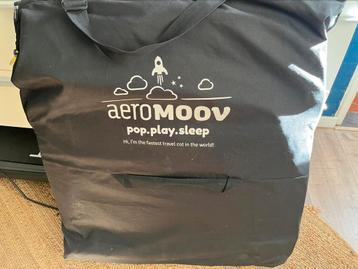 aeroMOOV
pop.play.sleep
Hi, I'm the fastest travel cot in the world!